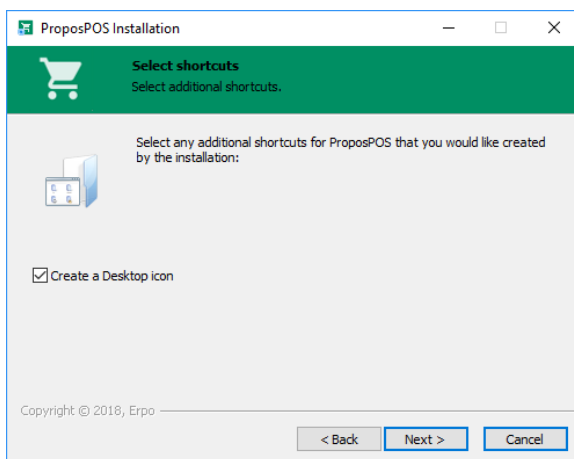 ProposPOS Installation
Select shortcuts
Select additional shortcuts.
Select any additional shortcuts for ProposPOS that you would like created
by the installation:
Create a Desktop icon
Copyright © 2018, Erpo
< Back Next > Cancel